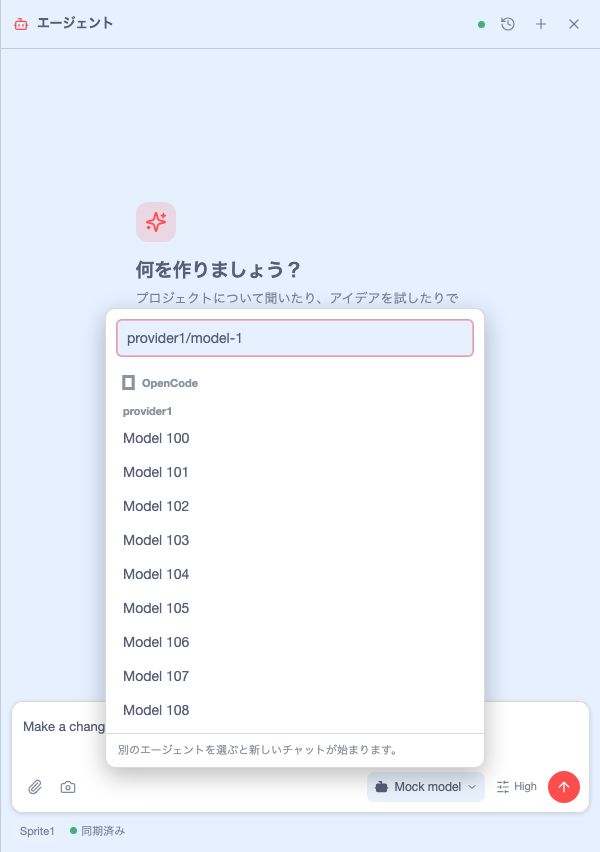 エージェント
何を作りましょう？
プロジェクトについて聞いたり、アイデアを試したりで
provider1/model-1
OpenCode
provider1
Model 100
Model 101
Model 102
Model 103
Model 104
Model 105
Model 106
Model 107
Model 108
別のエージェントを選ぶと新しいチャットが始まります。
Make a chang
Mock model
High
Sprite1
同期済み